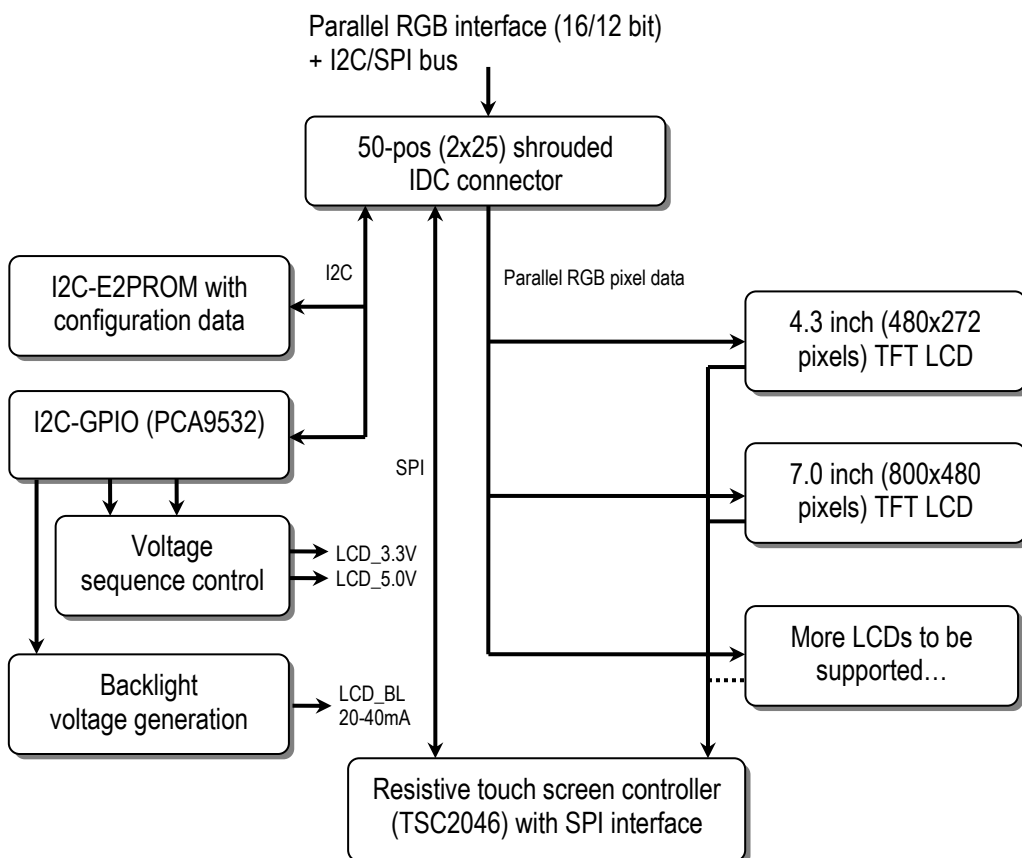 Parallel RGB interface (16/12 bit)
+ I2C/SPI bus
50-pos (2x25) shrouded
IDC connector
I2C
Parallel RGB pixel data
I2C-E2PROM with
configuration data
4.3 inch (480x272
pixels) TFT LCD
I2C-GPIO (PCA9532)
SPI
7.0 inch (800x480
pixels) TFT LCD
Voltage
sequence control
LCD_3.3V
LCD_5.0V
More LCDs to be
supported…
Backlight
voltage generation
LCD_BL
20-40mA
Resistive touch screen controller
(TSC2046) with SPI interface